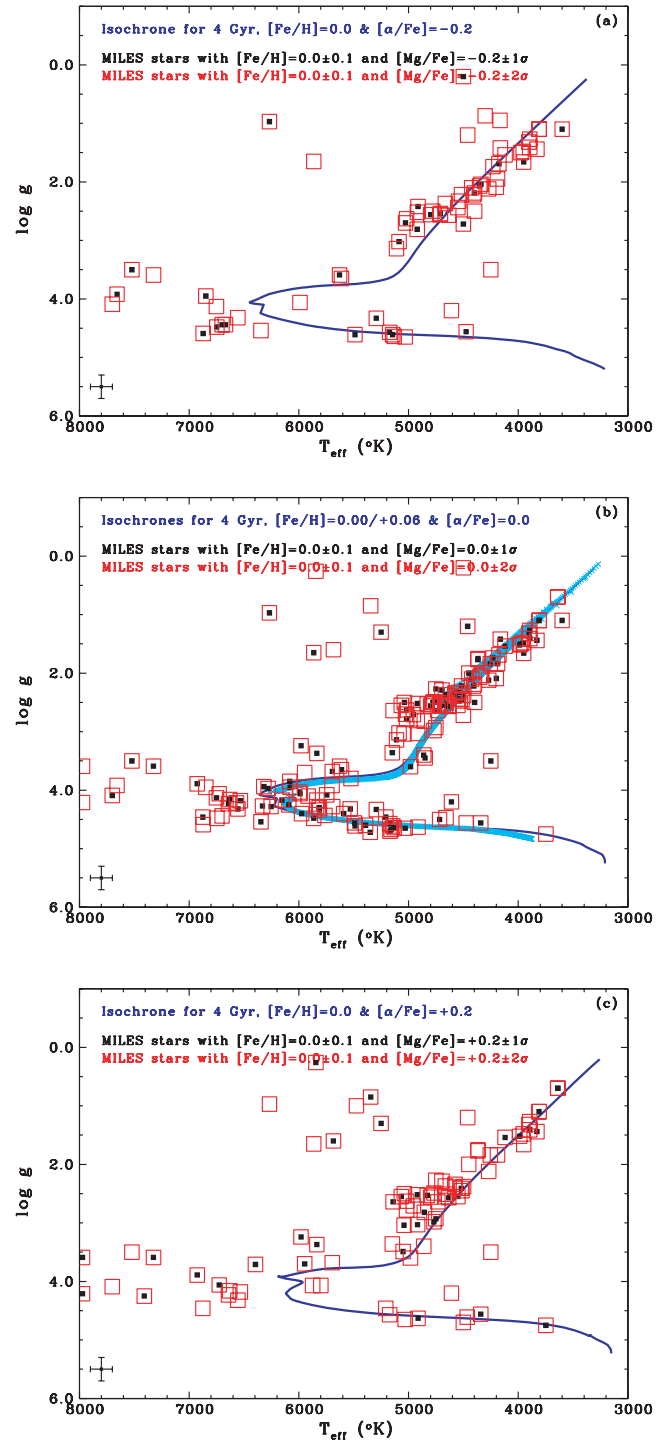 (a)
Isochrone for 4 Gyr, [Fe/H]=0.0 & [α/Fe]=−0.2
MILES stars with [Fe/H]=0.0±0.1 and [Mg/Fe]=−0.2±1σ
MILES stars with [Fe/H]=0.0±0.1 and [Mg/Fe]=−0.2±2σ
0.0
2.0
4.0
6.0
log g
8000
7000
6000
5000
4000
3000
T_eff (°K)
(b)
Isochrones for 4 Gyr, [Fe/H]=0.00/+0.06 & [α/Fe]=0.0
MILES stars with [Fe/H]=0.0±0.1 and [Mg/Fe]=0.0±1σ
MILES stars with [Fe/H]=0.0±0.1 and [Mg/Fe]=0.0±2σ
0.0
2.0
4.0
6.0
log g
8000
7000
6000
5000
4000
3000
T_eff (°K)
(c)
Isochrone for 4 Gyr, [Fe/H]=0.0 & [α/Fe]=+0.2
MILES stars with [Fe/H]=0.0±0.1 and [Mg/Fe]=+0.2±1σ
MILES stars with [Fe/H]=0.0±0.1 and [Mg/Fe]=+0.2±2σ
0.0
2.0
4.0
6.0
log g
8000
7000
6000
5000
4000
3000
T_eff (°K)